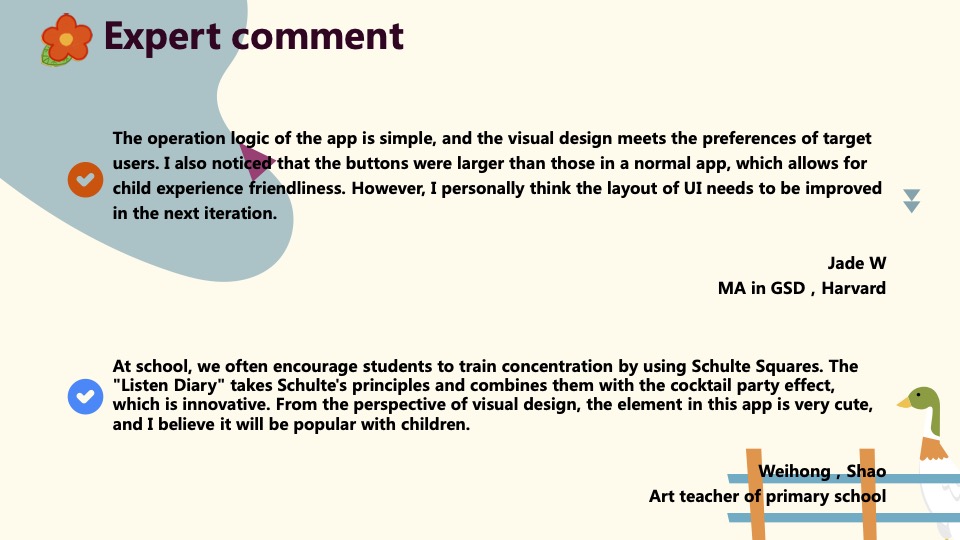 Expert comment
The operation logic of the app is simple, and the visual design meets the preferences of target
users. I also noticed that the buttons were larger than those in a normal app, which allows for
child experience friendliness. However, I personally think the layout of UI needs to be improved
in the next iteration.
Jade W
MA in GSD , Harvard
At school, we often encourage students to train concentration by using Schulte Squares. The
"Listen Diary" takes Schulte's principles and combines them with the cocktail party effect,
which is innovative. From the perspective of visual design, the element in this app is very cute,
and I believe it will be popular with children.
Weihong , Shao
Art teacher of primary school